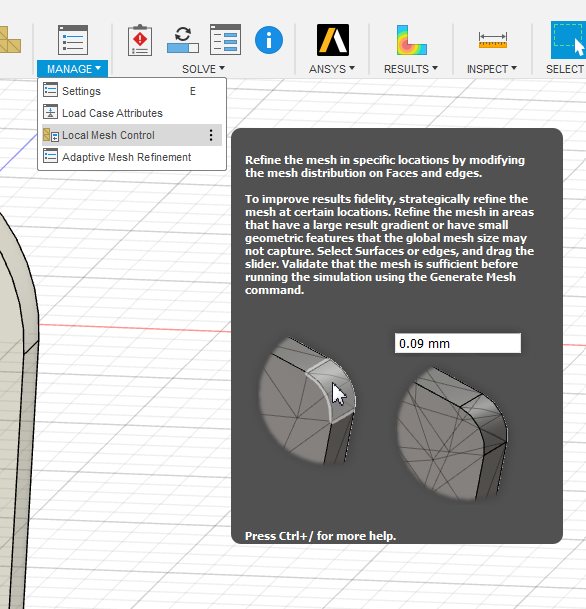 MANAGE
SOLVE
ANSYS
RESULTS
INSPECT
SELECT
Settings E
Load Case Attributes
Local Mesh Control
Adaptive Mesh Refinement
Refine the mesh in specific locations by modifying
the mesh distribution on Faces and edges.
To improve results fidelity, strategically refine the
mesh at certain locations. Refine the mesh in areas
that have a large result gradient or have small
geometric features that the global mesh size may
not capture. Select Surfaces or edges, and drag the
slider. Validate that the mesh is sufficient before
running the simulation using the Generate Mesh
command.
0.09 mm
Press Ctrl+/ for more help.